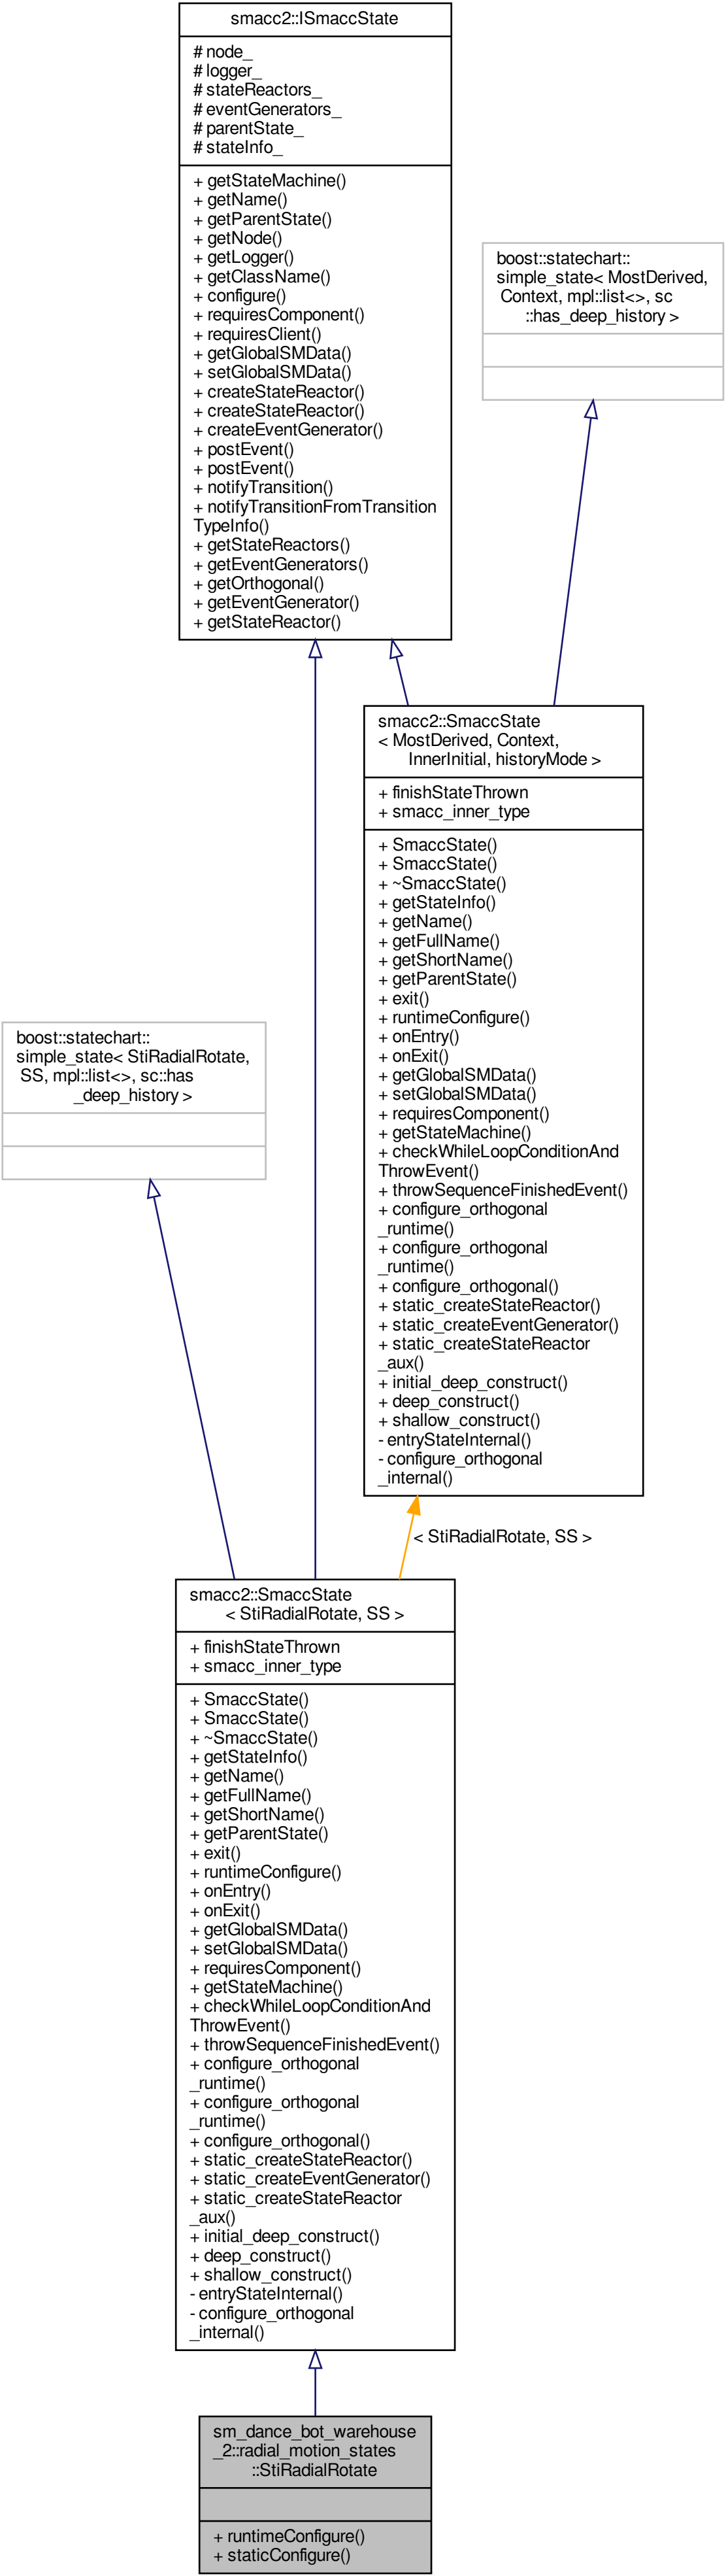 smacc2::ISmaccState
# node_
# logger_
# stateReactors_
# eventGenerators_
# parentState_
# stateInfo_
+ getStateMachine()
+ getName()
+ getParentState()
+ getNode()
+ getLogger()
+ getClassName()
+ configure()
+ requiresComponent()
+ requiresClient()
+ getGlobalSMData()
+ setGlobalSMData()
+ createStateReactor()
+ createStateReactor()
+ createEventGenerator()
+ postEvent()
+ postEvent()
+ notifyTransition()
+ notifyTransitionFromTransition
TypeInfo()
+ getStateReactors()
+ getEventGenerators()
+ getOrthogonal()
+ getEventGenerator()
+ getStateReactor()
boost::statechart::
simple_state< MostDerived,
Context, mpl::list<>, sc
::has_deep_history >
smacc2::SmaccState
< MostDerived, Context,
InnerInitial, historyMode >
+ finishStateThrown
+ smacc_inner_type
+ SmaccState()
+ SmaccState()
+ ~SmaccState()
+ getStateInfo()
+ getName()
+ getFullName()
+ getShortName()
+ getParentState()
+ exit()
+ runtimeConfigure()
+ onEntry()
+ onExit()
+ getGlobalSMData()
+ setGlobalSMData()
+ requiresComponent()
+ getStateMachine()
+ checkWhileLoopConditionAnd
ThrowEvent()
+ throwSequenceFinishedEvent()
+ configure_orthogonal
_runtime()
+ configure_orthogonal
_runtime()
+ configure_orthogonal()
+ static_createStateReactor()
+ static_createEventGenerator()
+ static_createStateReactor
_aux()
+ initial_deep_construct()
+ deep_construct()
+ shallow_construct()
- entryStateInternal()
- configure_orthogonal
_internal()
boost::statechart::
simple_state< StiRadialRotate,
SS, mpl::list<>, sc::has
_deep_history >
< StiRadialRotate, SS >
smacc2::SmaccState
< StiRadialRotate, SS >
+ finishStateThrown
+ smacc_inner_type
+ SmaccState()
+ SmaccState()
+ ~SmaccState()
+ getStateInfo()
+ getName()
+ getFullName()
+ getShortName()
+ getParentState()
+ exit()
+ runtimeConfigure()
+ onEntry()
+ onExit()
+ getGlobalSMData()
+ setGlobalSMData()
+ requiresComponent()
+ getStateMachine()
+ checkWhileLoopConditionAnd
ThrowEvent()
+ throwSequenceFinishedEvent()
+ configure_orthogonal
_runtime()
+ configure_orthogonal
_runtime()
+ configure_orthogonal()
+ static_createStateReactor()
+ static_createEventGenerator()
+ static_createStateReactor
_aux()
+ initial_deep_construct()
+ deep_construct()
+ shallow_construct()
- entryStateInternal()
- configure_orthogonal
_internal()
sm_dance_bot_warehouse
_2::radial_motion_states
::StiRadialRotate
+ runtimeConfigure()
+ staticConfigure()